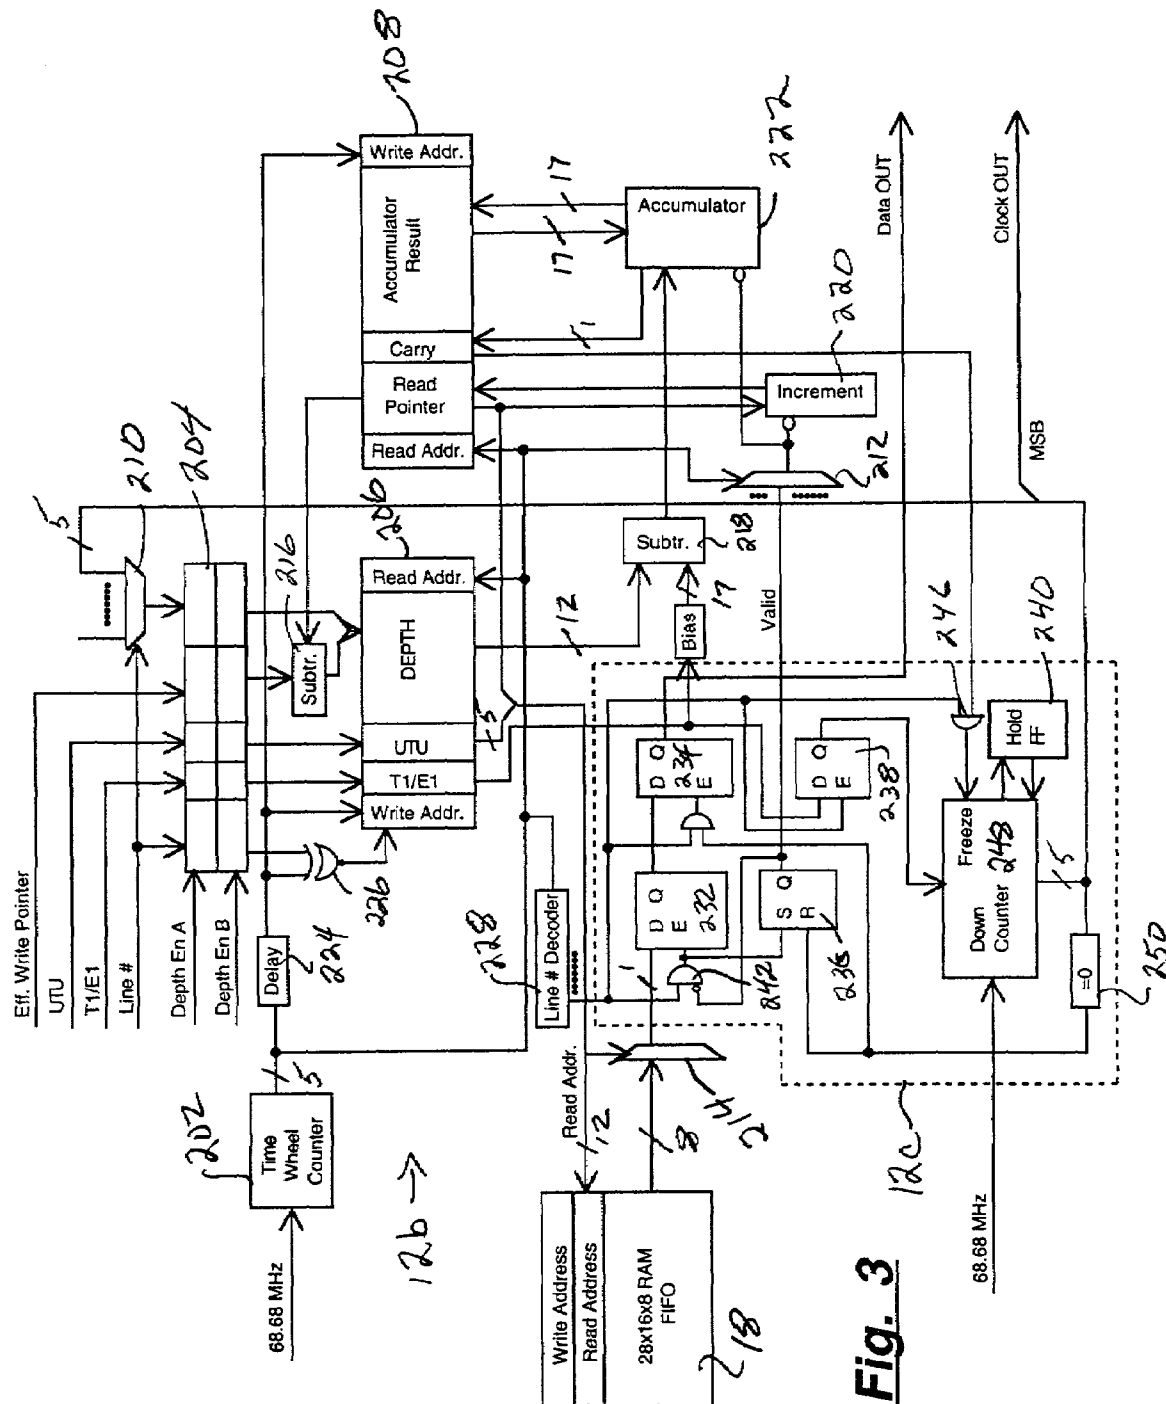 Eff. Write Pointer
UTU
T1/E1
Line #
Depth En A
Depth En B
5
210
204
216
Subtr.
208
Write Addr.
Accumulator
Result
Carry
Read
Pointer
Read Addr.
206
Read Addr.
DEPTH
UTU
T1/E1
Write Addr.
226
Delay
224
5
202
Time
Wheel
Counter
68.68 MHz
12b →
17
17
Accumulator
222
1
Increment
220
212
Subtr.
218
12
5
Bias
17
Valid
Data OUT
Clock OUT
MSB
228
Line # Decoder
Read Addr.
12
8
214
1
D Q
E
232
D Q
E
234
S Q
R
236
D Q
E
238
242
246
240
Hold
FF
Freeze
Down
Counter
248
5
=0
250
12c
68.68 MHz
Write Address
Read Address
28x16x8 RAM
FIFO
18
Fig. 3